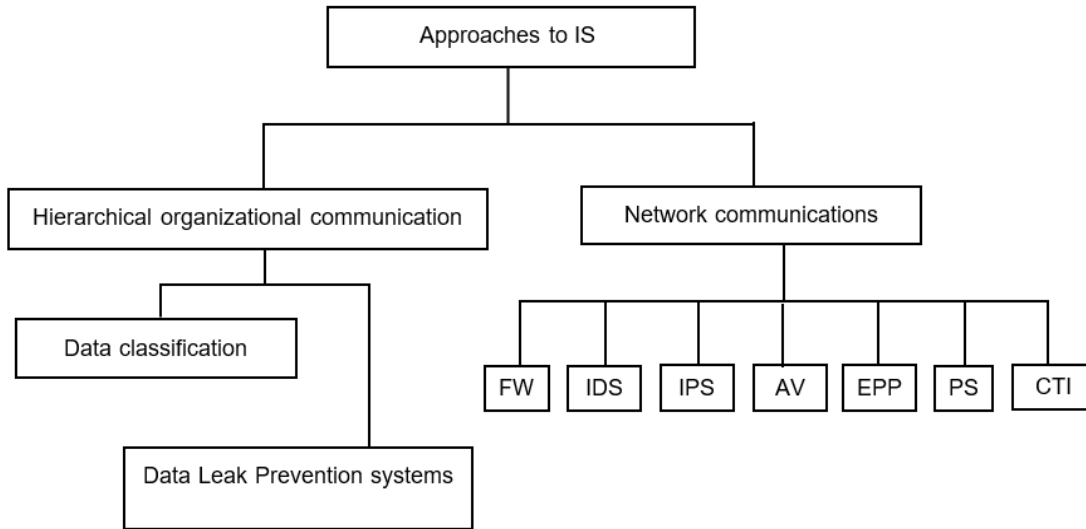 Approaches to IS
Hierarchical organizational communication
Network communications
Data classification
FW
IDS
IPS
AV
EPP
PS
CTI
Data Leak Prevention systems